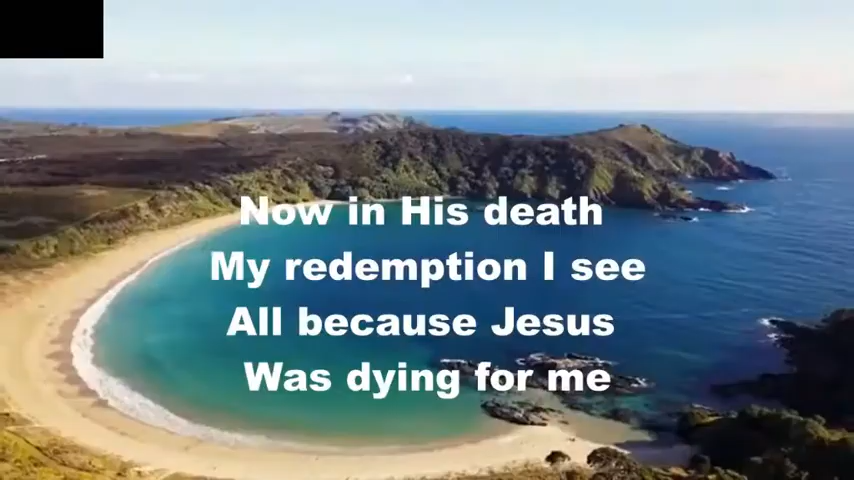 Now in His death
My redemption I see
All because Jesus
Was dying for me